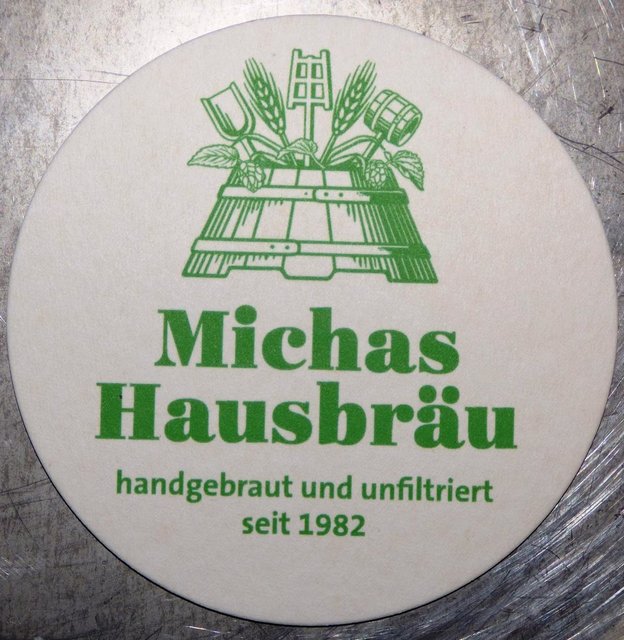 Michas
Hausbräu
handgebraut und unfiltriert
seit 1982